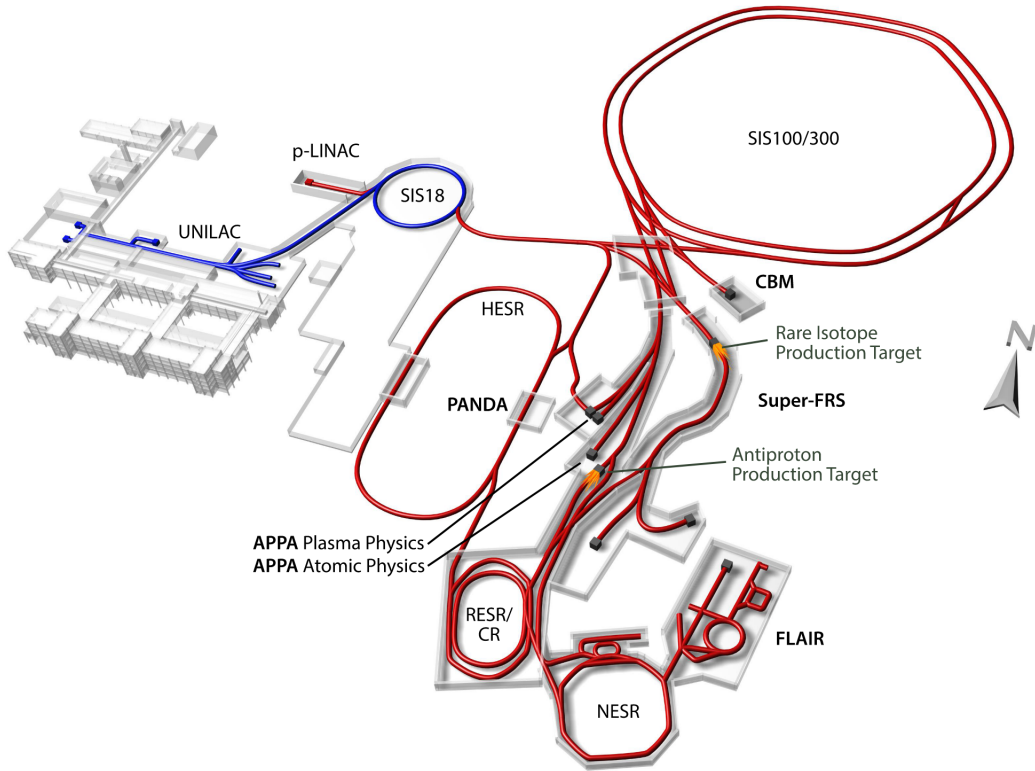 SIS100/300
p-LINAC
SIS18
UNILAC
CBM
HESR
Rare Isotope
Production Target
N
PANDA
Super-FRS
Antiproton
Production Target
APPA Plasma Physics
APPA Atomic Physics
RESR/
CR
FLAIR
NESR